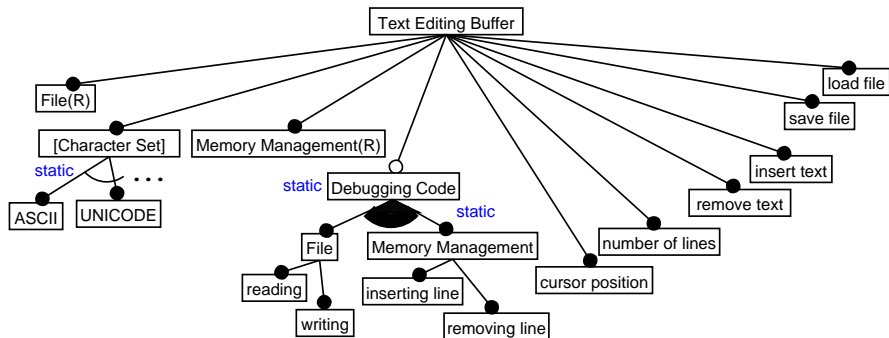 Text Editing Buffer
load file
File(R)
save file
[Character Set]
Memory Management(R)
insert text
static
...
static
Debugging Code
remove text
ASCII
UNICODE
static
File
Memory Management
number of lines
reading
inserting line
cursor position
writing
removing line